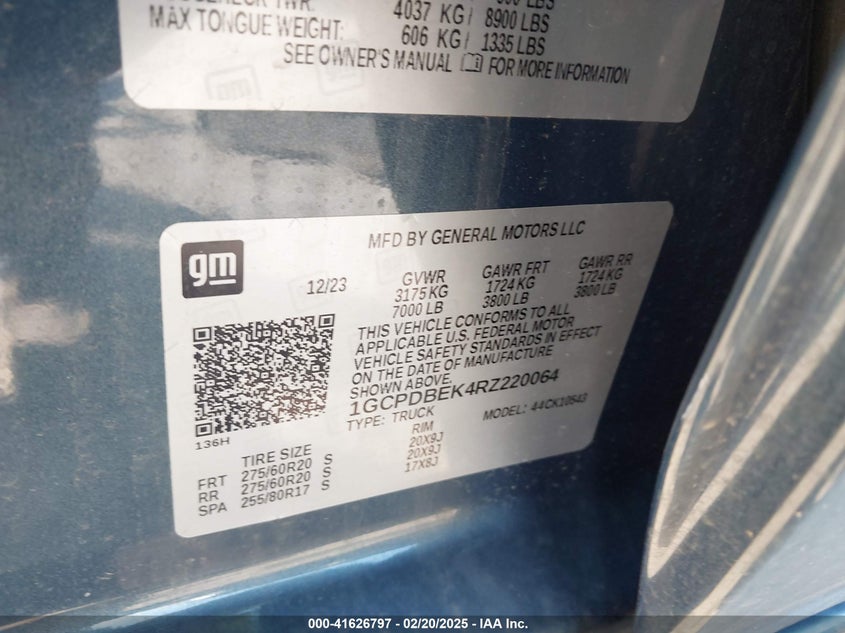 4037 KG/ 8900 LBS
MAX TONGUE WEIGHT: 606 KG/ 1335 LBS
SEE OWNER'S MANUAL FOR MORE INFORMATION
gm
MFD BY GENERAL MOTORS LLC
12/23 GVWR GAWR FRT GAWR RR
3175 KG 1724 KG 1724 KG
7000 LB 3800 LB 3800 LB
THIS VEHICLE CONFORMS TO ALL
APPLICABLE U.S. FEDERAL MOTOR
VEHICLE SAFETY STANDARDS IN EFFECT
ON THE DATE OF MANUFACTURE
SHOWN ABOVE.
1GCPDBEK4RZ220064
TYPE: TRUCK MODEL: 44CK10543
136H
TIRE SIZE RIM
FRT 275/60R20 S 20X9J
RR 275/60R20 S 20X9J
SPA 255/80R17 S 17X8J
000-41626797 - 02/20/2025 - IAA Inc.